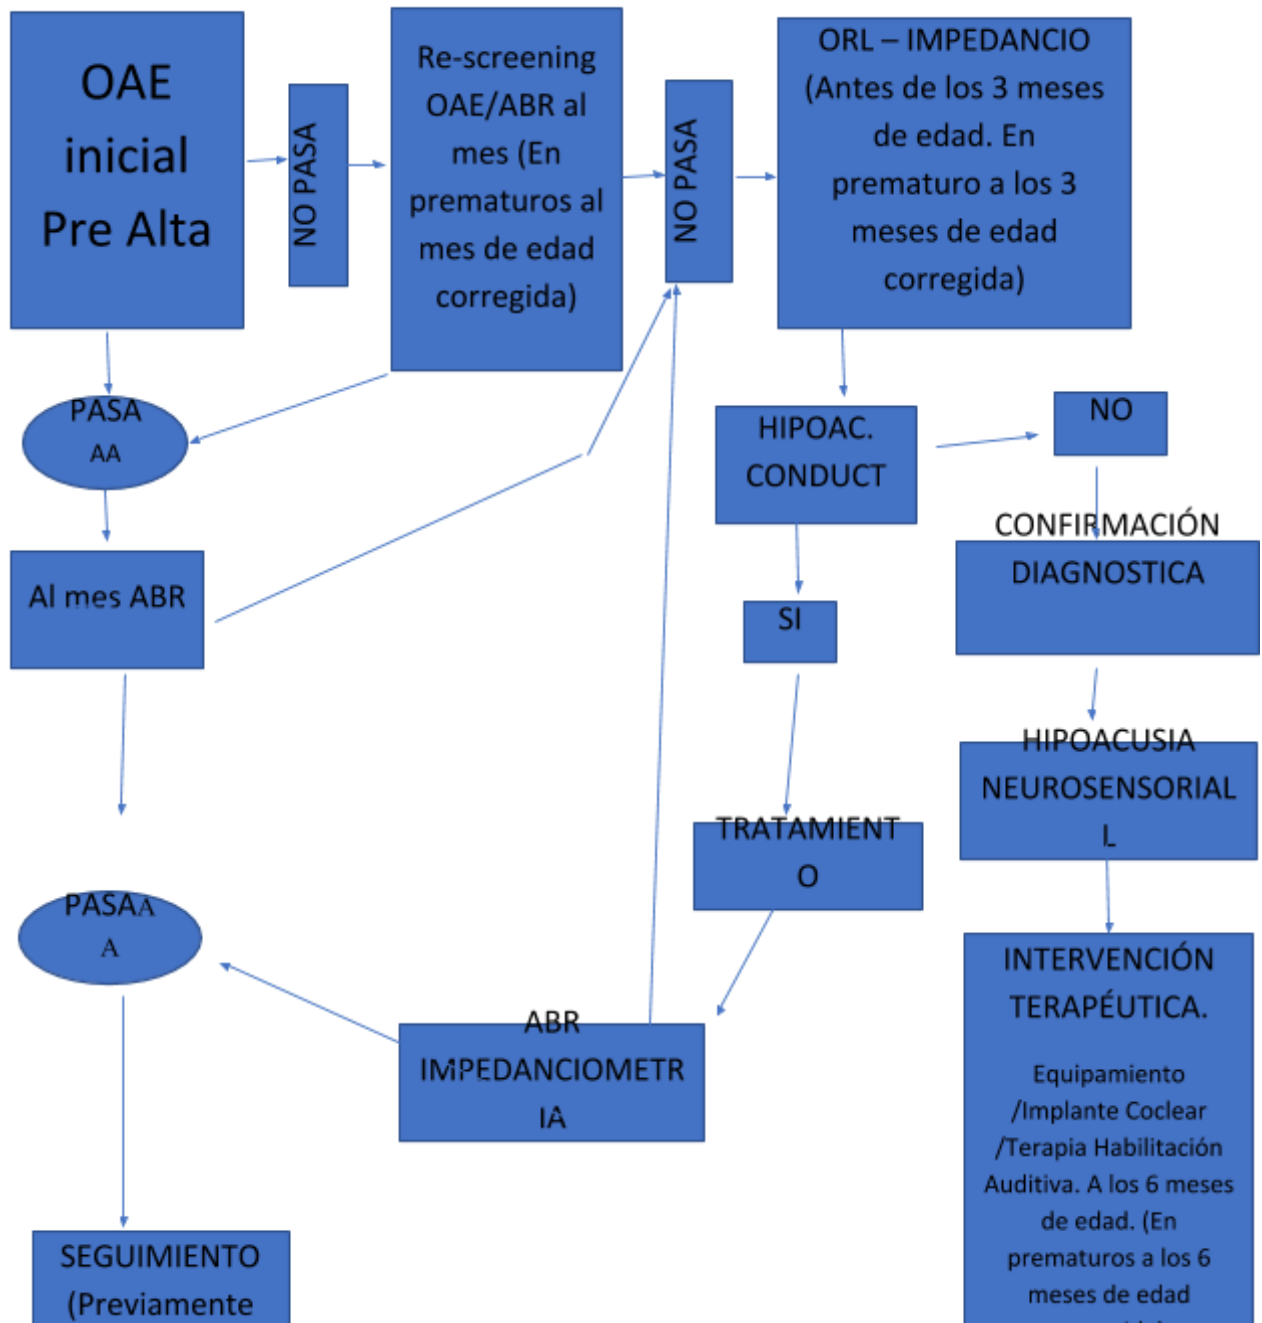 OAE
inicial
Pre Alta
NO PASA
Re-screening
OAE/ABR al
mes (En
prematuros al
mes de edad
corregida)
NO PASA
ORL – IMPEDANCIO
(Antes de los 3 meses
de edad. En
prematuro a los 3
meses de edad
corregida)
PASA
AA
HIPOAC.
CONDUCT
NO
CONFIRMACIÓN
DIAGNOSTICA
Al mes ABR
SI
HIPOACUSIA
NEUROSENSORIAL
L
TRATAMIENT
O
PASAA
A
ABR
IMPEDANCIOMETR
IA
INTERVENCIÓN
TERAPÉUTICA.
Equipamiento
/Implante Coclear
/Terapia Habilitación
Auditiva. A los 6 meses
de edad. (En
prematuros a los 6
meses de edad
SEGUIMIENTO
(Previamente